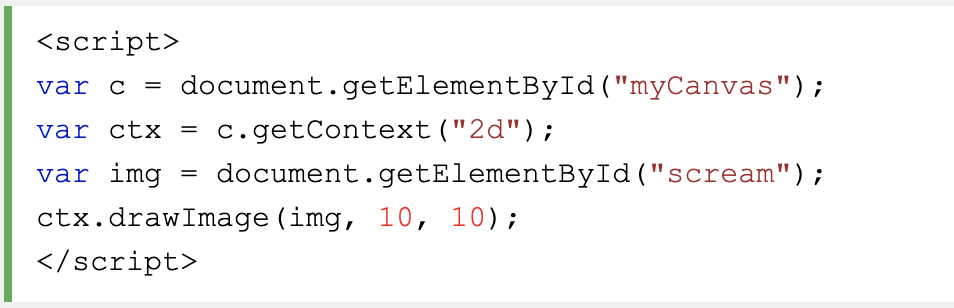 <script>
var c = document.getElementById("myCanvas");
var ctx = c.getContext("2d");
var img = document.getElementById("scream");
ctx.drawImage(img, 10, 10);
</script>